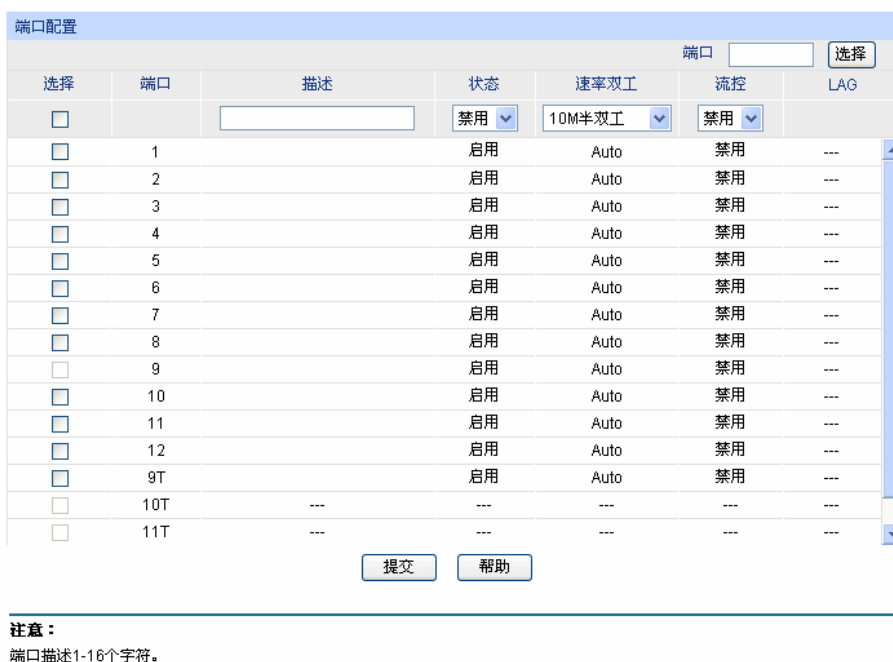 端口配置
端口 选择
选择 端口 描述 状态 速率双工 流控 LAG
禁用 10M半双工 禁用
1 启用 Auto 禁用 ---
2 启用 Auto 禁用 ---
3 启用 Auto 禁用 ---
4 启用 Auto 禁用 ---
5 启用 Auto 禁用 ---
6 启用 Auto 禁用 ---
7 启用 Auto 禁用 ---
8 启用 Auto 禁用 ---
9 启用 Auto 禁用 ---
10 启用 Auto 禁用 ---
11 启用 Auto 禁用 ---
12 启用 Auto 禁用 ---
9T 启用 Auto 禁用 ---
10T --- --- --- --- ---
11T --- --- --- --- ---
提交 帮助
注意：
端口描述1-16个字符。